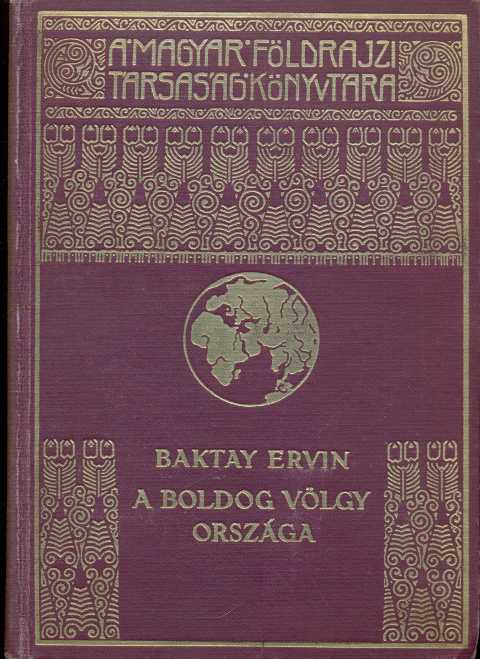 A·MAGYAR·FÖLDRAJZI
TÁRSASÁG·KÖNYVTÁRA
BAKTAY ERVIN
A BOLDOG VÖLGY
ORSZÁGA